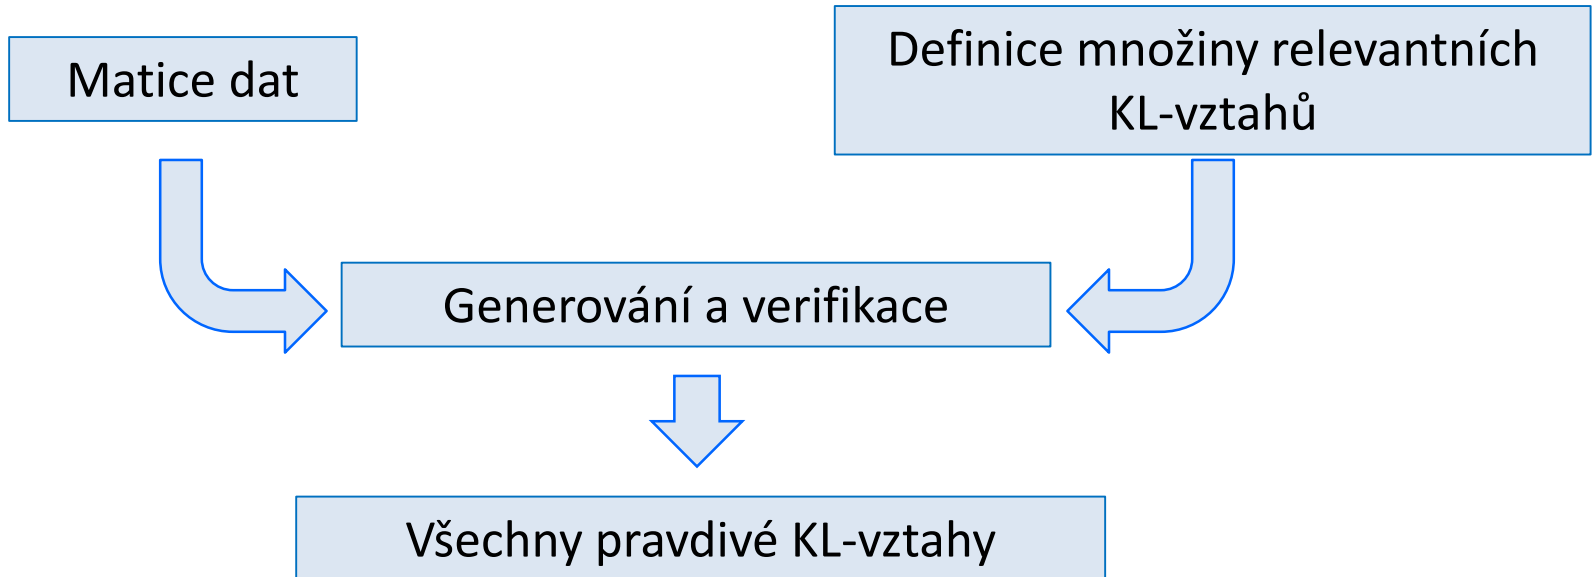 Matice dat
Definice množiny relevantních
KL-vztahů
Generování a verifikace
Všechny pravdivé KL-vztahy